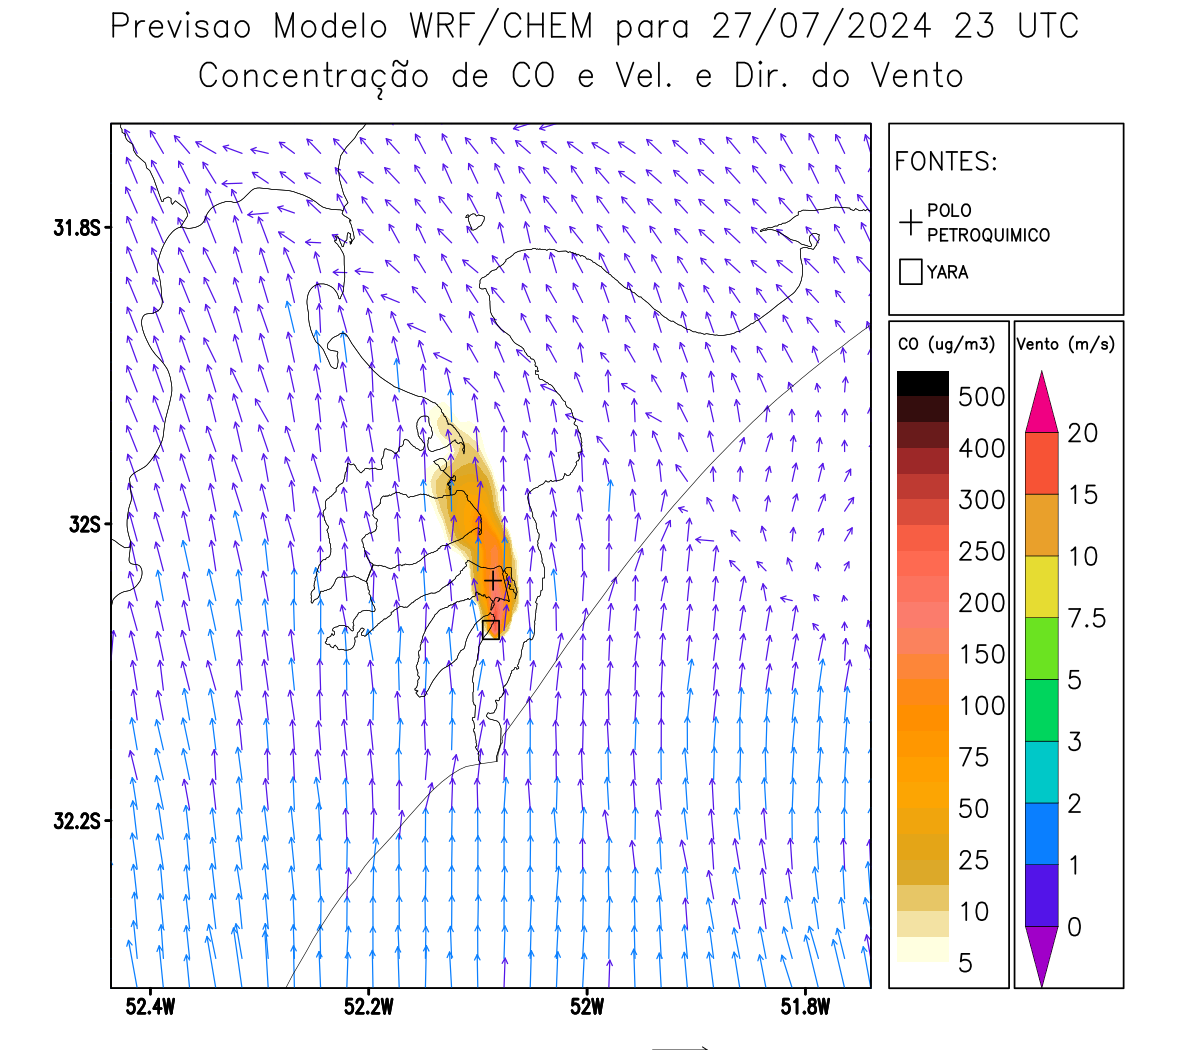 Previsao Modelo WRF/CHEM para 27/07/2024 23 UTC
Concentração de CO e Vel. e Dir. do Vento
FONTES:
POLO
PETROQUIMICO
YARA
CO (ug/m3)
500
400
300
250
200
150
100
75
50
25
10
5
Vento (m/s)
20
15
10
7.5
5
3
2
1
0
31.8S
32S
32.2S
52.4W
52.2W
52W
51.8W